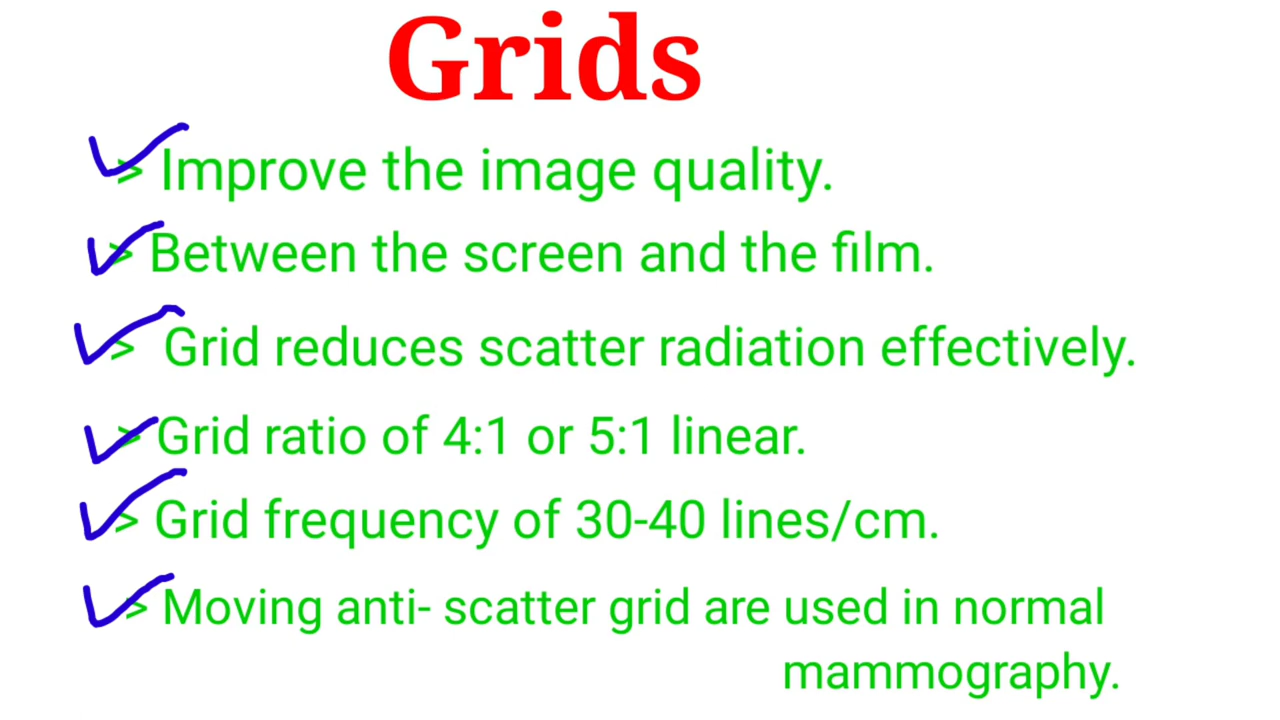 Grids
> Improve the image quality.
> Between the screen and the film.
> Grid reduces scatter radiation effectively.
> Grid ratio of 4:1 or 5:1 linear.
> Grid frequency of 30-40 lines/cm.
> Moving anti- scatter grid are used in normal
mammography.